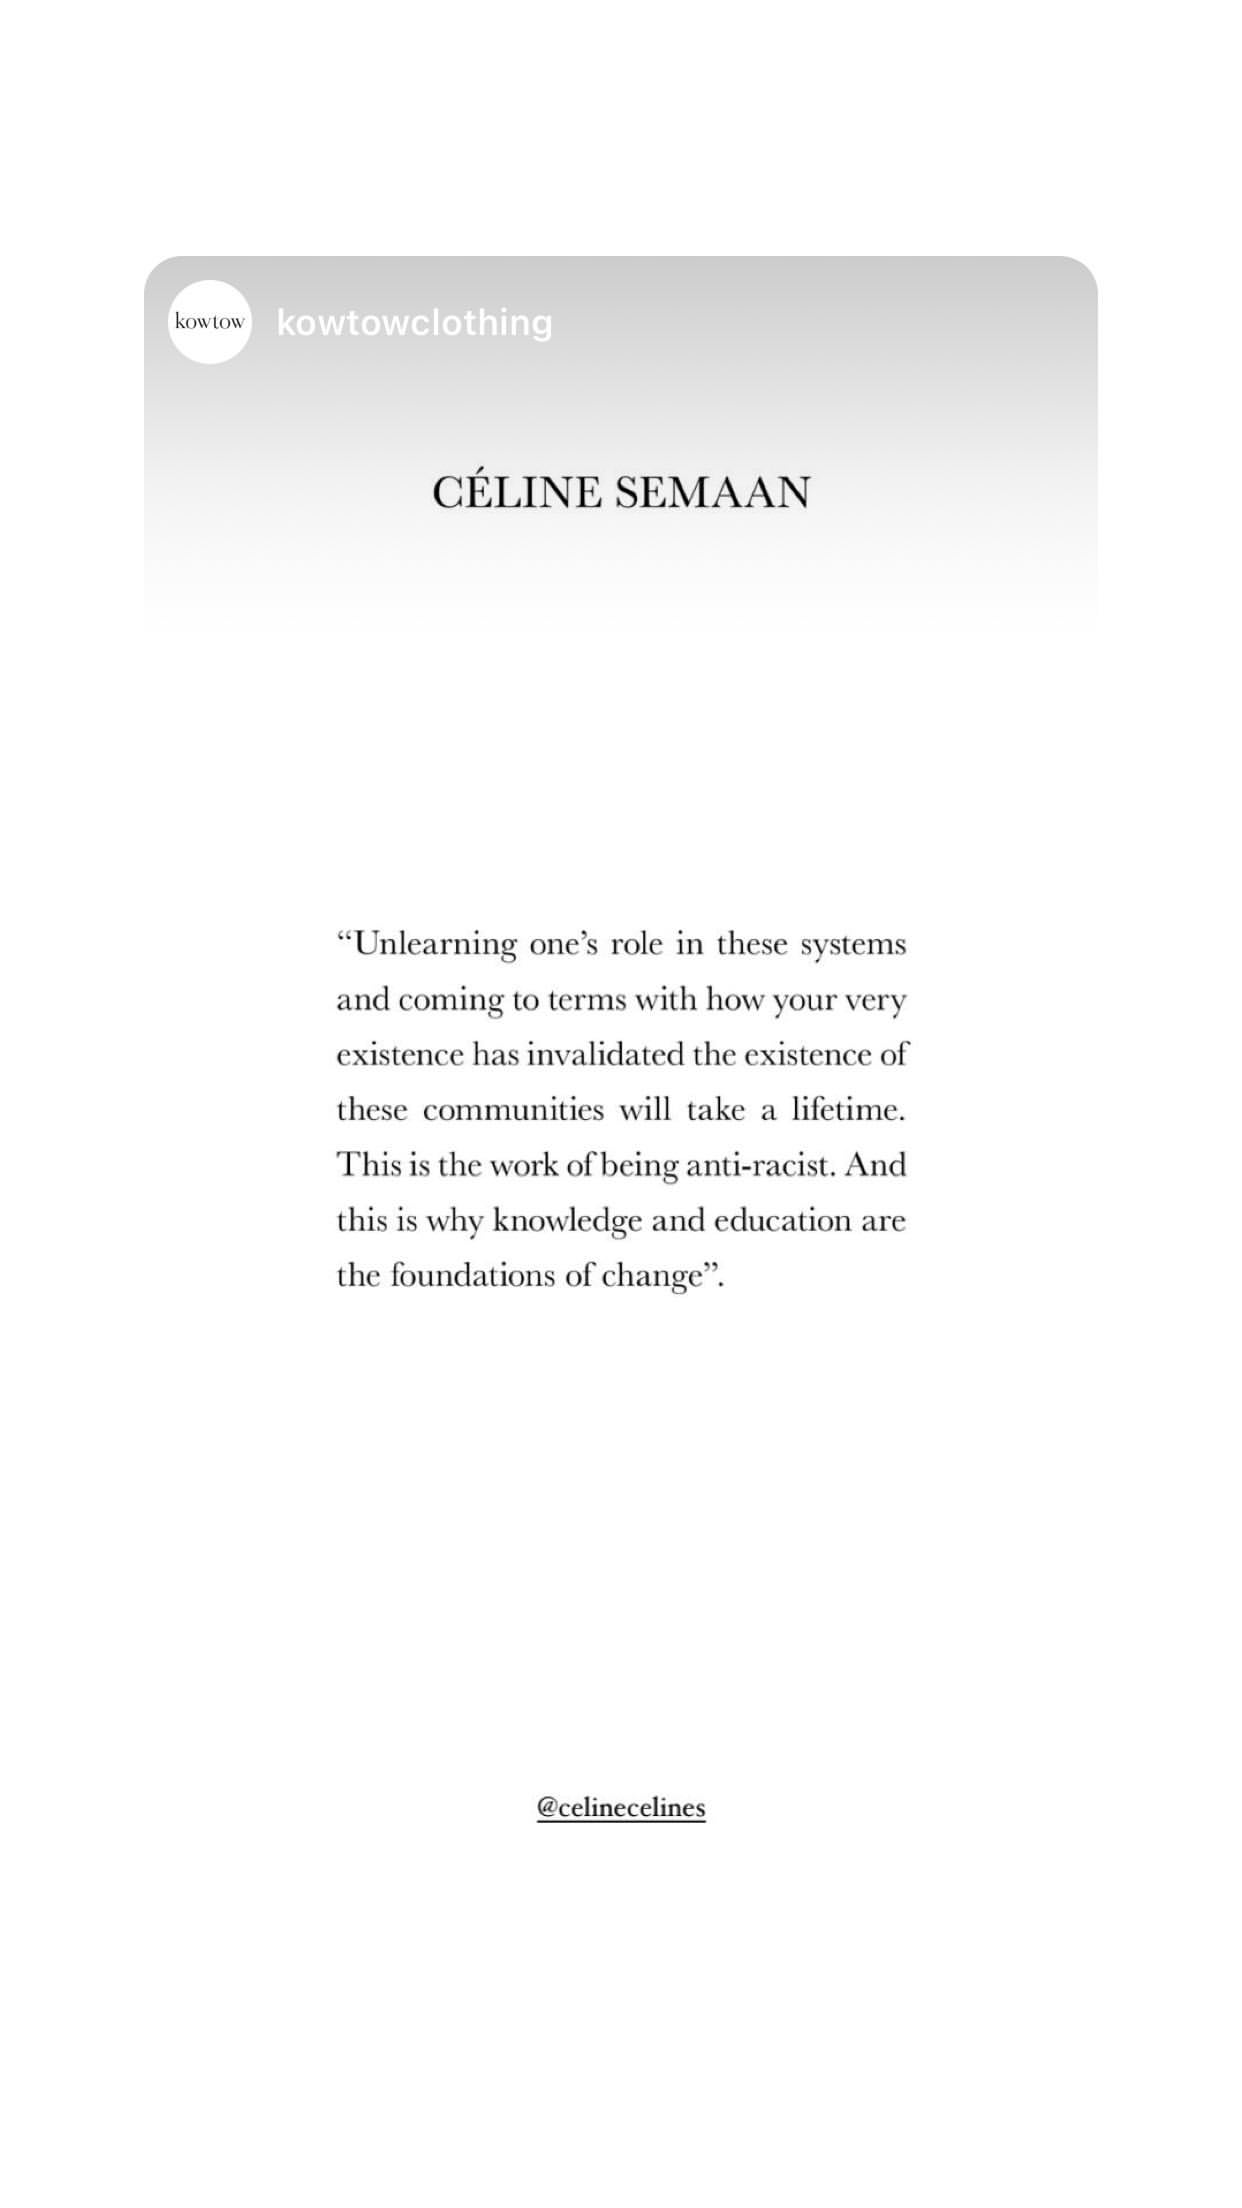 kowtow
kowtowclothing
CÉLINE SEMAAN
“Unlearning one’s role in these systems
and coming to terms with how your very
existence has invalidated the existence of
these communities will take a lifetime.
This is the work of being anti-racist. And
this is why knowledge and education are
the foundations of change”.
@celinecelines